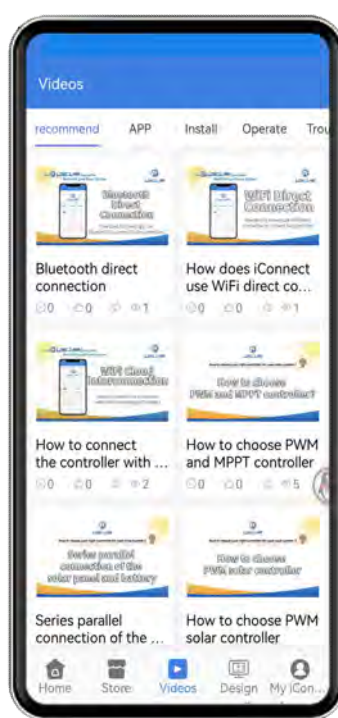 Videos
recommend APP Install Operate Trou
Bluetooth
Direct
Connection
WiFi Direct
Connection
Bluetooth direct
connection
How does iConnect
use WiFi direct co...
0 0 1
0 0 1
WiFi Cloud
Interconnection
How to choose
PWM and MPPT controller?
How to connect
the controller with ...
How to choose PWM
and MPPT controller
0 0 2
0 0 5
Series parallel
connection of the
solar panel and battery
How to choose
PWM solar controller
Series parallel
connection of the ...
How to choose PWM
solar controller
Home Store Videos Design My iCon...